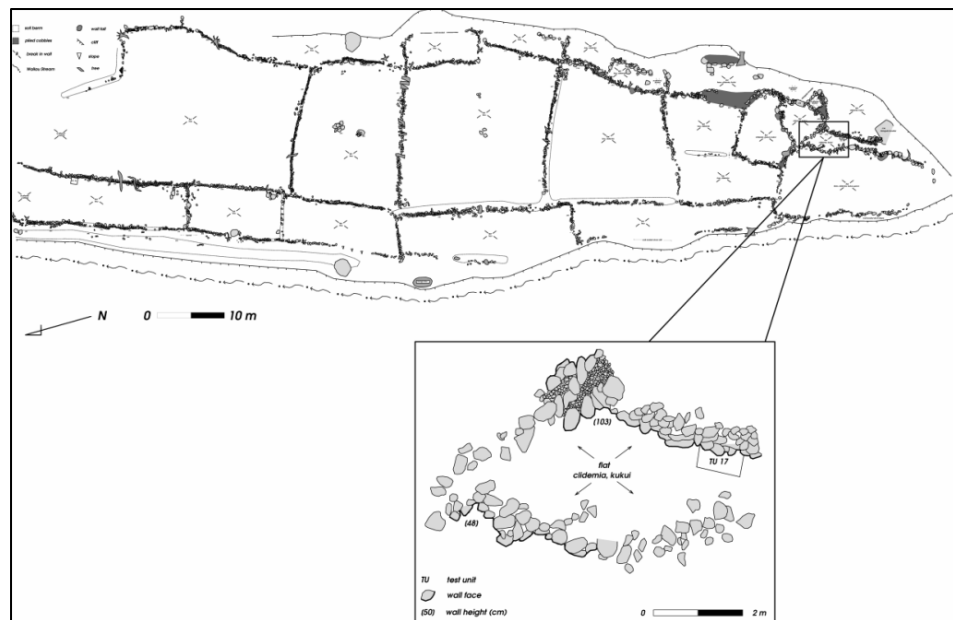 soil berm
piled cobbles
break in wall
Wailau Stream
wall fall
cliff
slope
tree
N 0 10 m
(103)
flat
clidemia, kukui
TU 17
(48)
TU test unit
wall face
(50) wall height (cm)
0 2 m